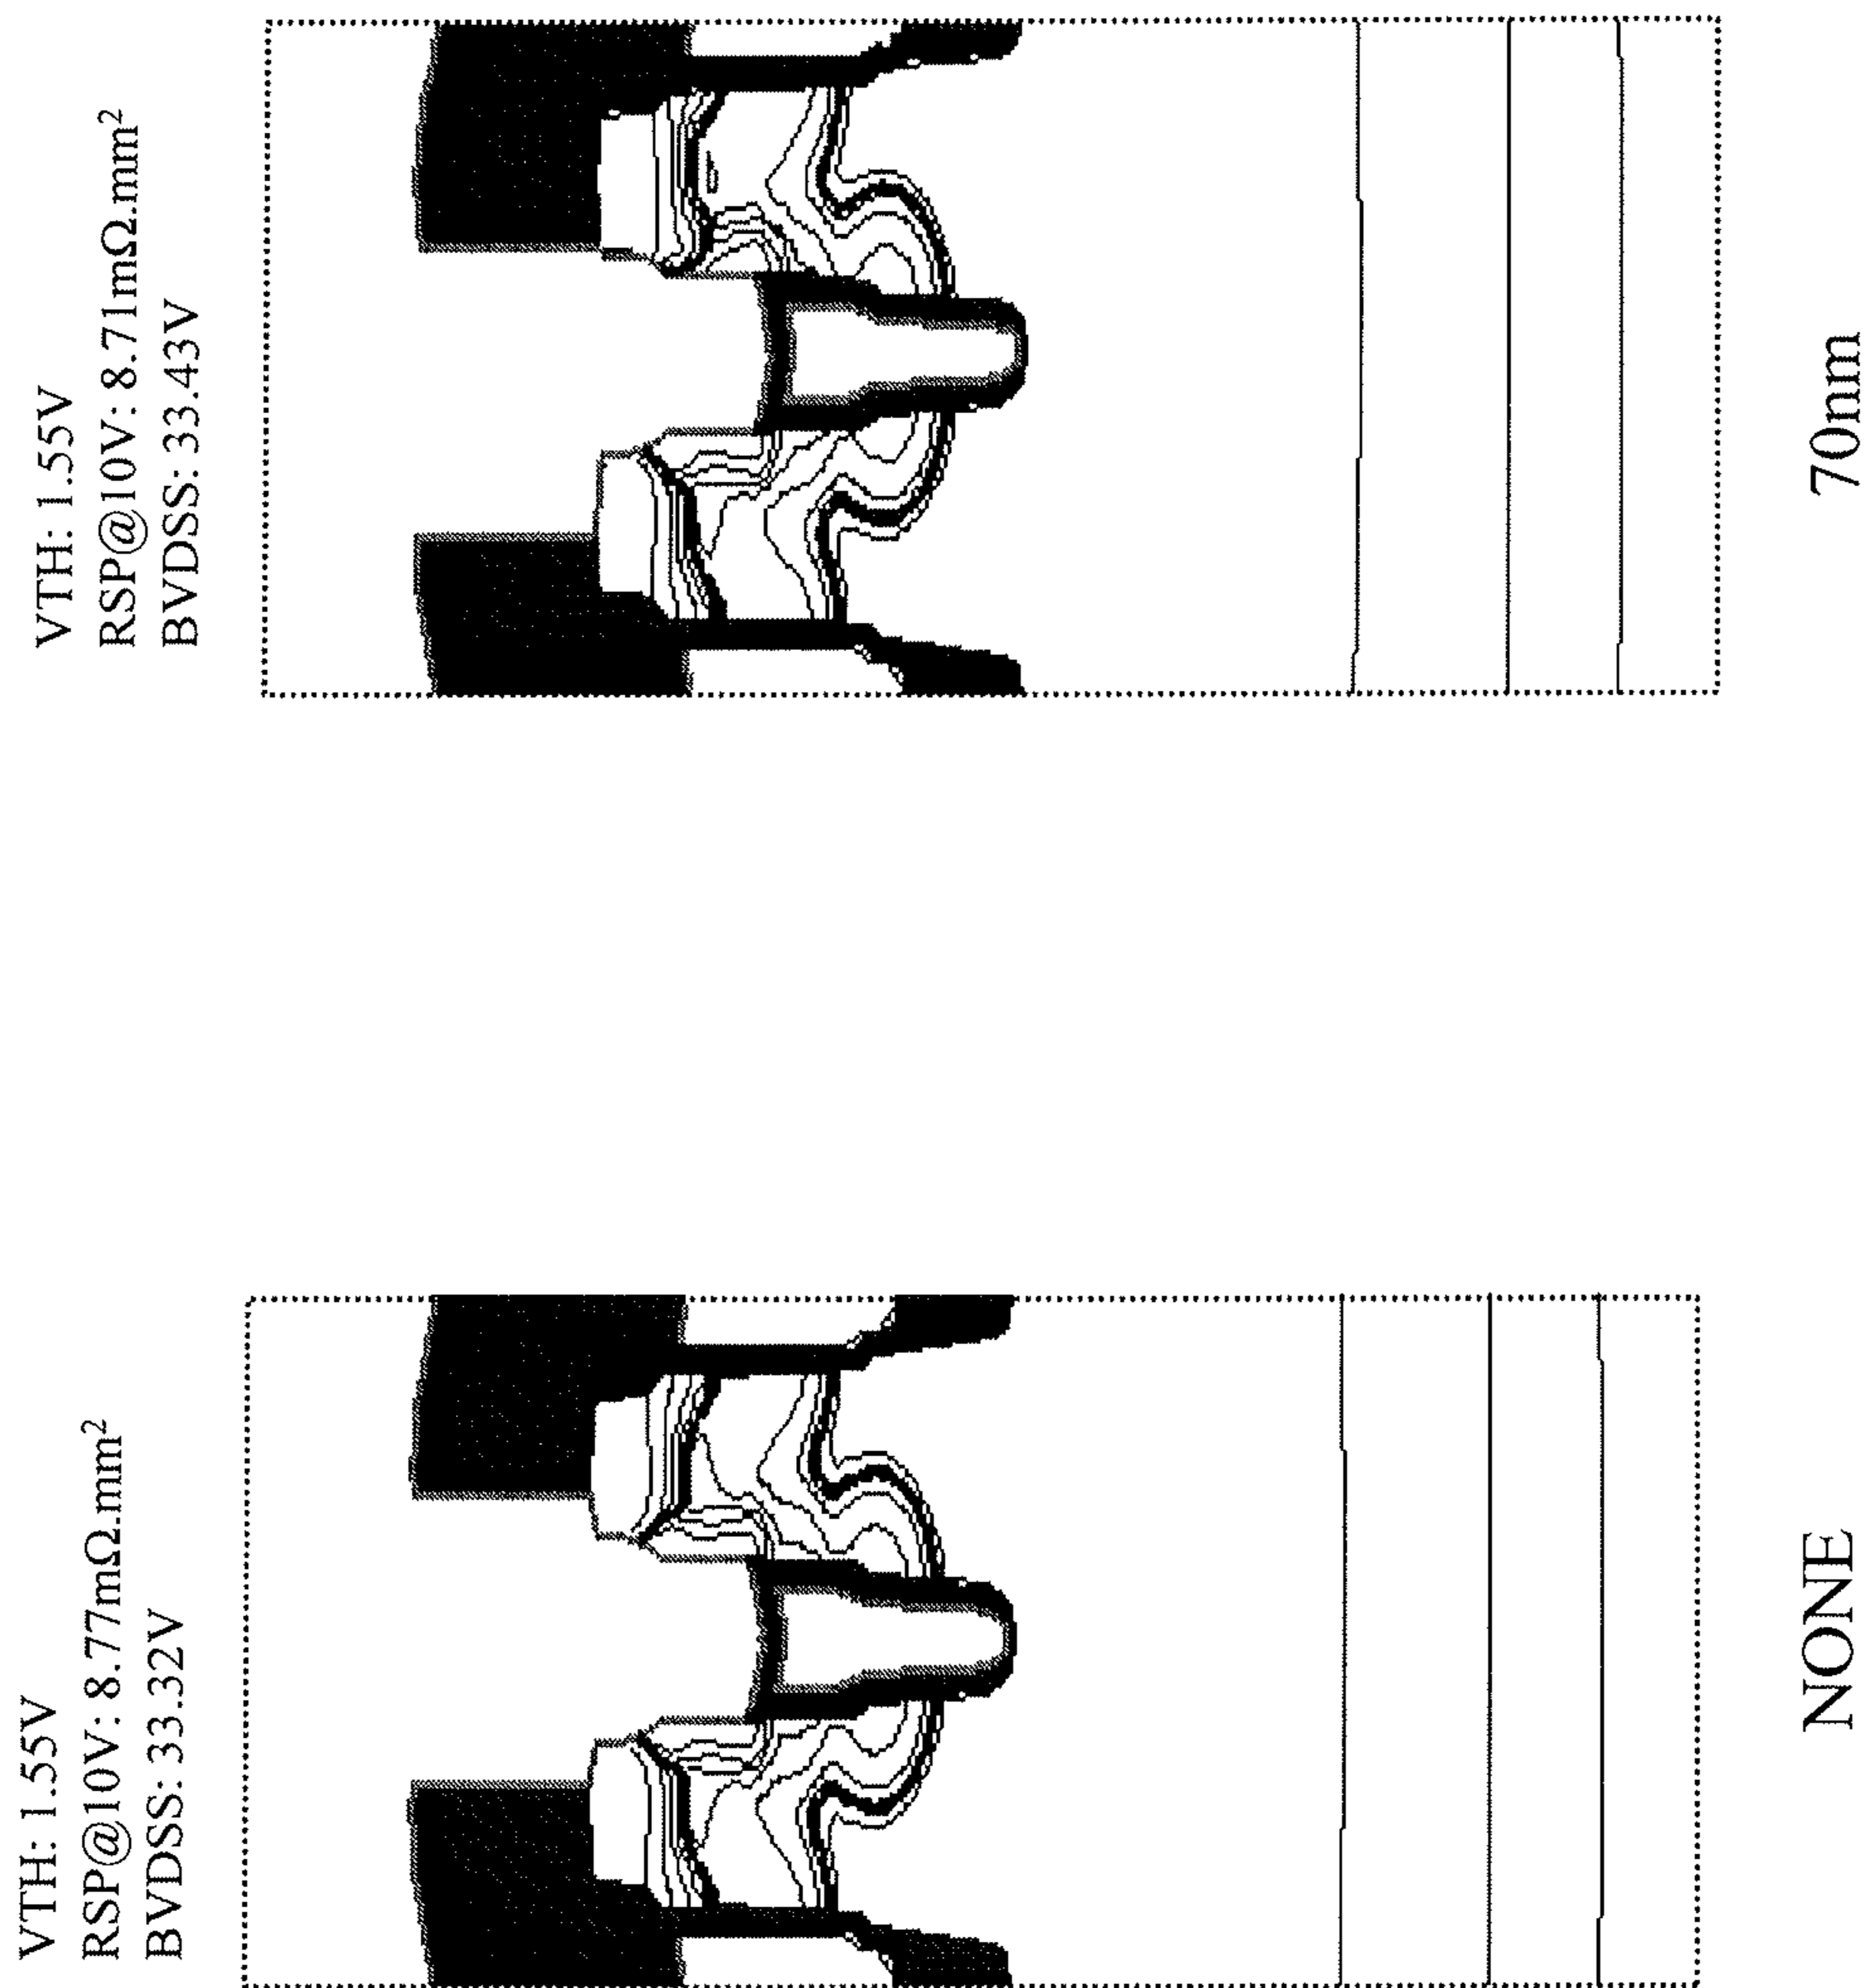 VTH: 1.55V
RSP@10V: 8.77mΩ.mm²
BVDSS: 33.32V
NONE
VTH: 1.55V
RSP@10V: 8.71mΩ.mm²
BVDSS: 33.43V
70nm